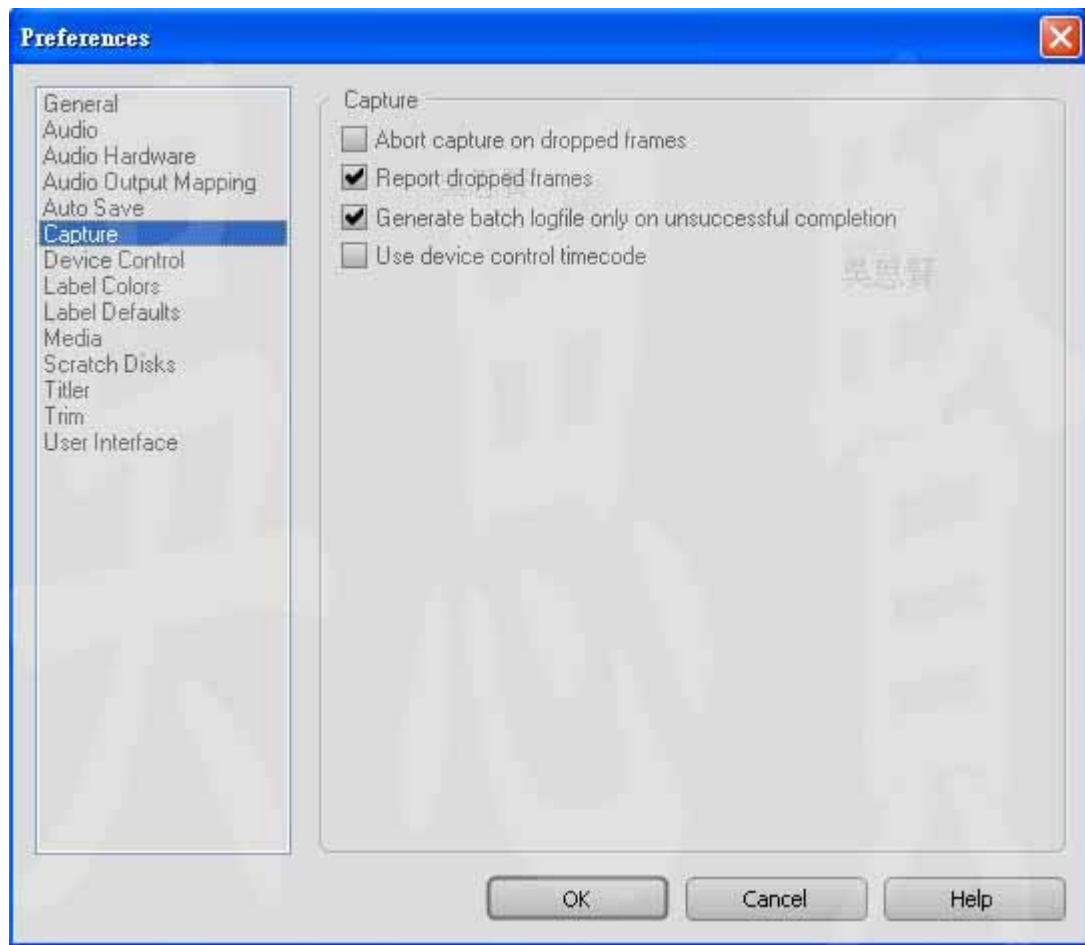 Preferences
General
Audio
Audio Hardware
Audio Output Mapping
Auto Save
Capture
Device Control
Label Colors
Label Defaults
Media
Scratch Disks
Titler
Trim
User Interface
Capture
Abort capture on dropped frames
Report dropped frames
Generate batch logfile only on unsuccessful completion
Use device control timecode
OK
Cancel
Help